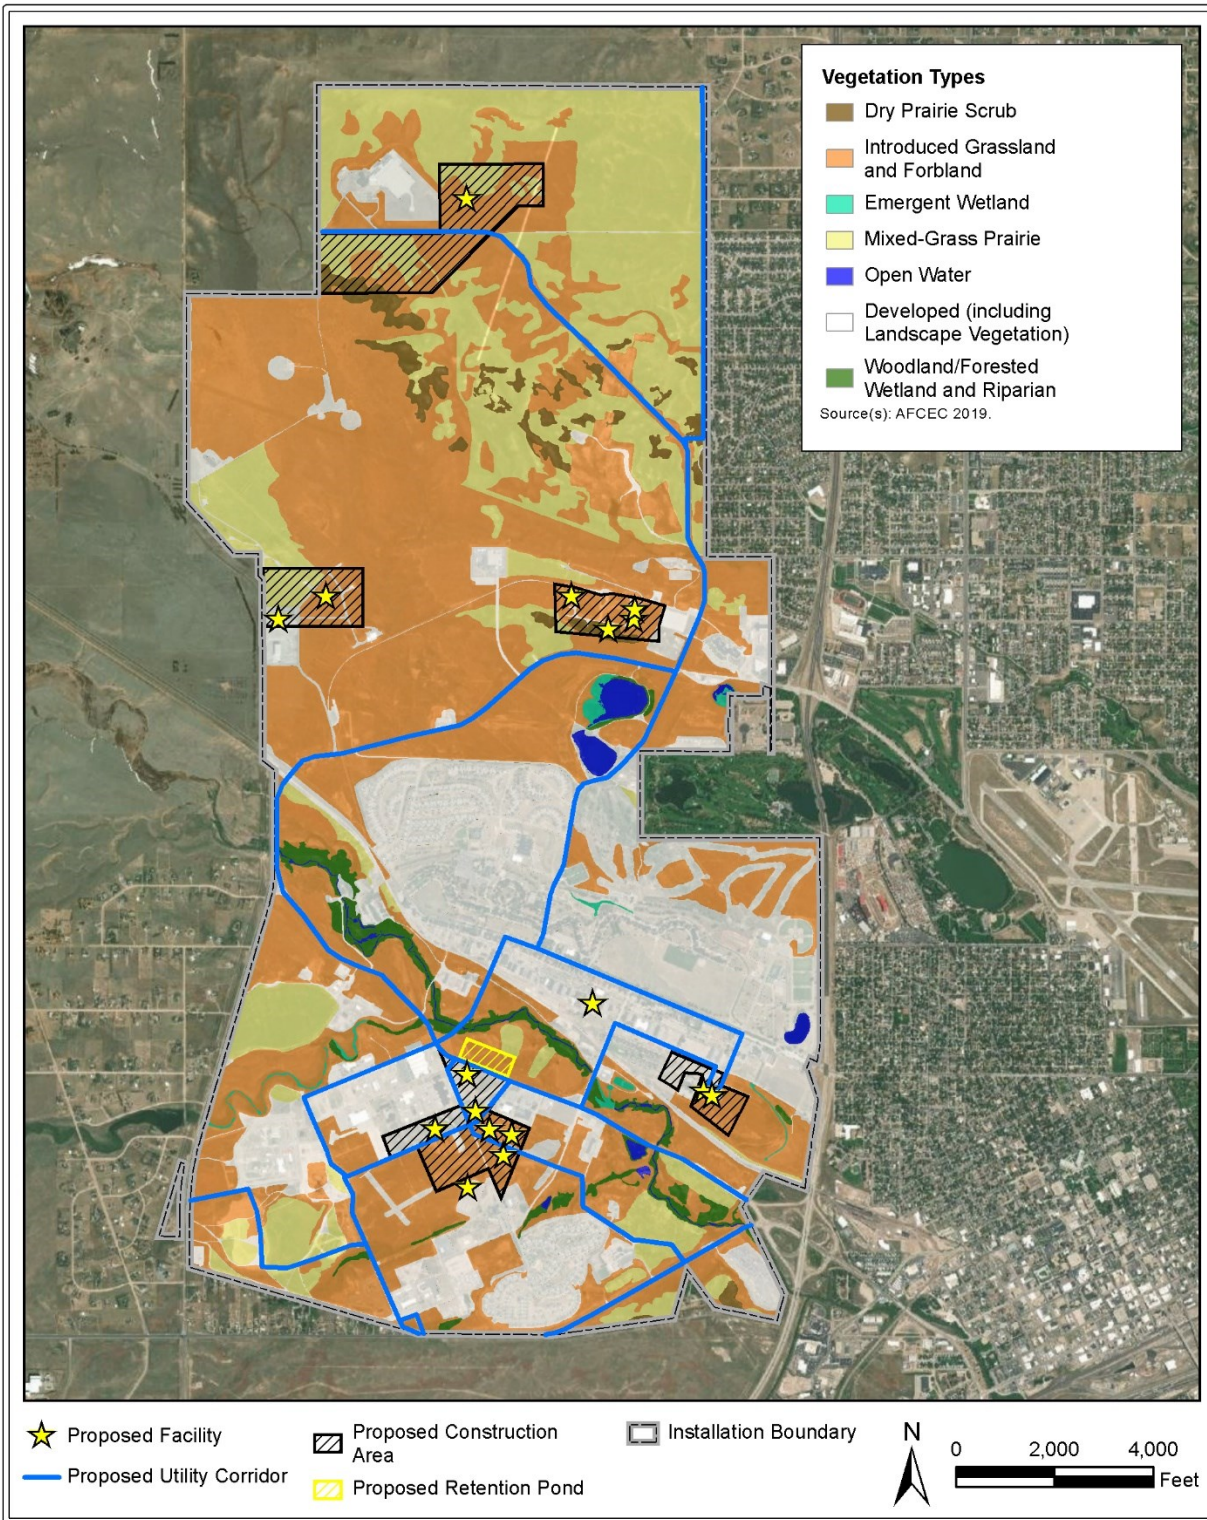 Vegetation Types
Dry Prairie Scrub
Introduced Grassland
and Forbland
Emergent Wetland
Mixed-Grass Prairie
Open Water
Developed (including
Landscape Vegetation)
Woodland/Forested
Wetland and Riparian
Source(s): AFCEC 2019.
Proposed Facility
Proposed Utility Corridor
Proposed Construction
Area
Proposed Retention Pond
Installation Boundary
N
0 2,000 4,000
Feet